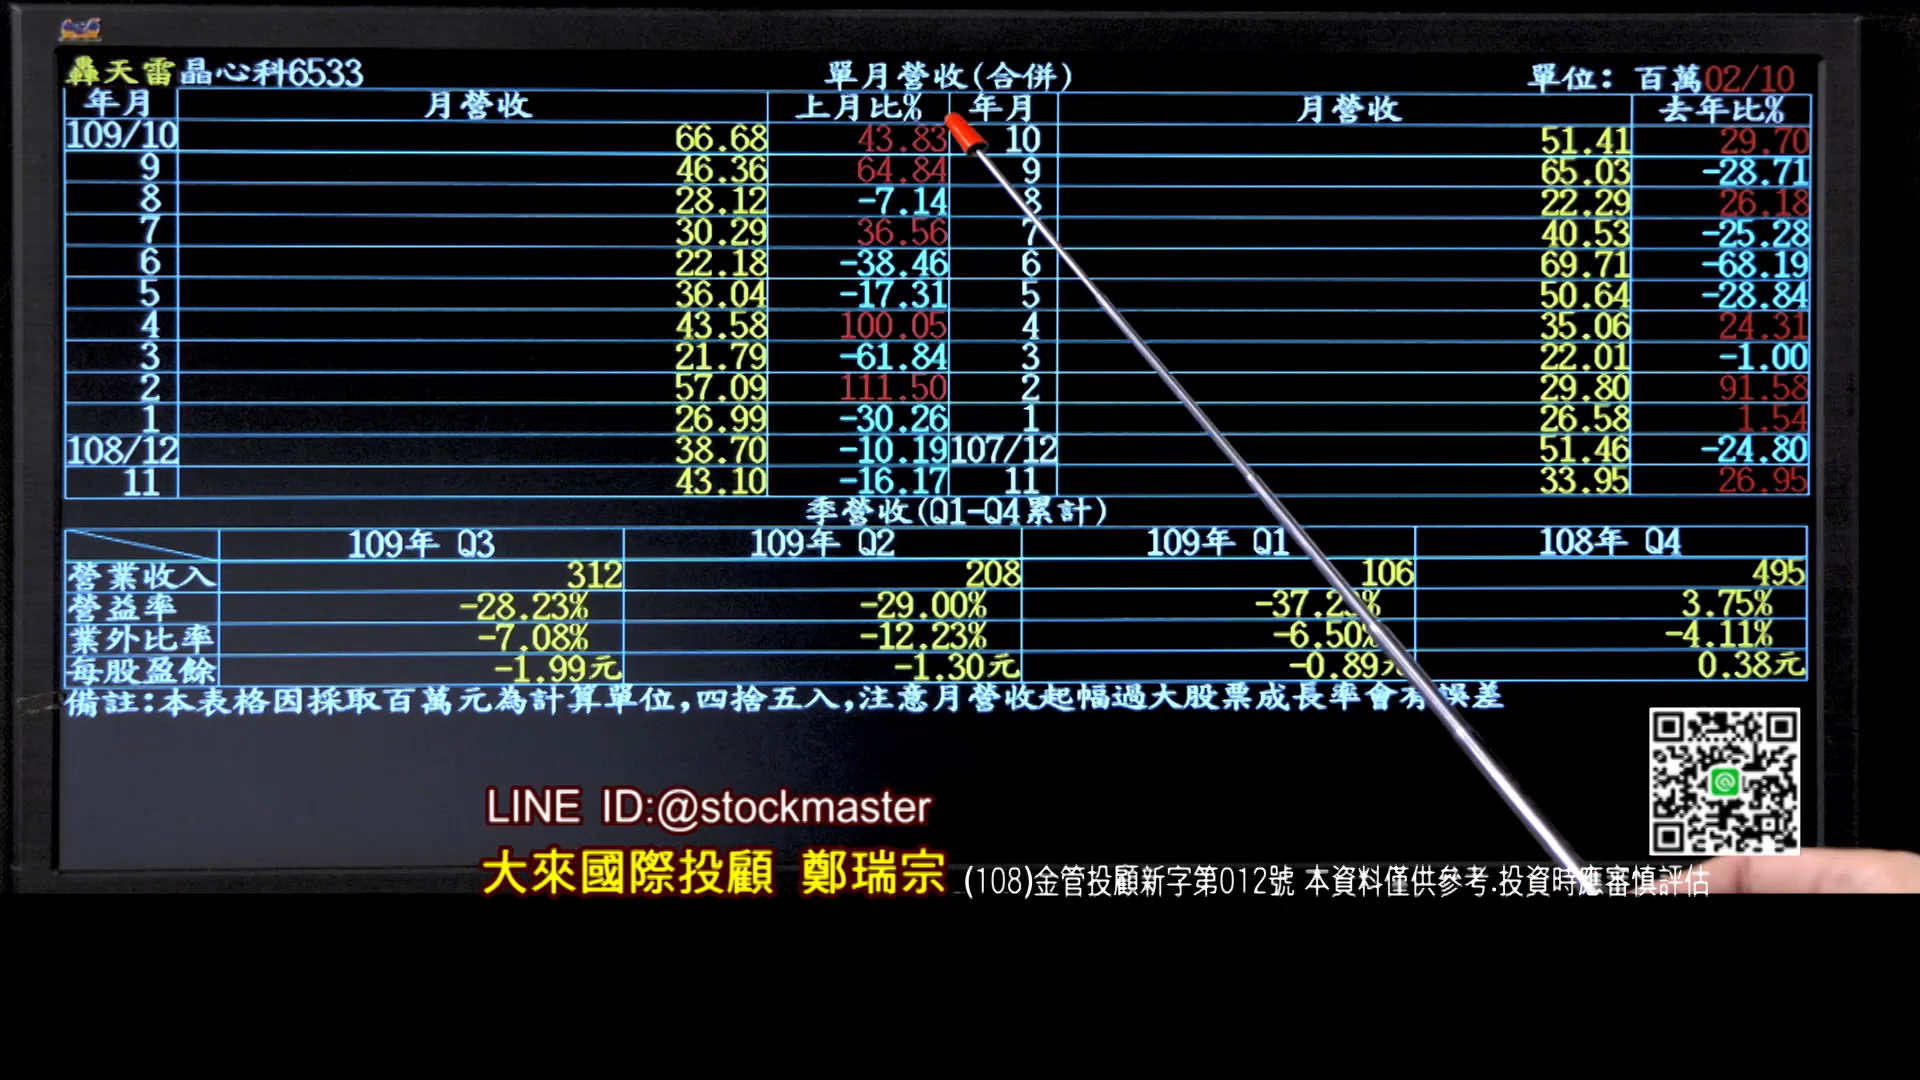 轟天雷晶心科6533 單月營收(合併) 單位: 百萬02/10
年月 月營收 上月比% 年月 月營收 去年比%
109/10 66.68 43.83 10 51.41 29.70
9 46.36 64.84 9 65.03 -28.71
8 28.12 -7.14 8 22.29 26.18
7 30.29 36.56 7 40.53 -25.28
6 22.18 -38.46 6 69.71 -68.19
5 36.04 -17.31 5 50.64 -28.84
4 43.58 100.05 4 35.06 24.31
3 21.79 -61.84 3 22.01 -1.00
2 57.09 111.50 2 29.80 91.58
1 26.99 -30.26 1 26.58 1.54
108/12 38.70 -10.19 107/12 51.46 -24.80
11 43.10 -16.17 11 33.95 26.95
季營收(Q1-Q4累計)
109年 Q3 109年 Q2 109年 Q1 108年 Q4
營業收入 312 208 106 495
營益率 -28.23% -29.00% 3.75%
業外比率 -7.08% -12.23% -6.50% -4.11%
每股盈餘 -1.99元 -1.30元 -0.89元 0.38元
備註:本表格因採取百萬元為計算單位,四捨五入,注意月營收起幅過大股票成長率會有誤差
LINE ID:@stockmaster
大來國際投顧 鄭瑞宗 (108)金管投顧新字第012號 本資料僅供參考.投資時應審慎評估